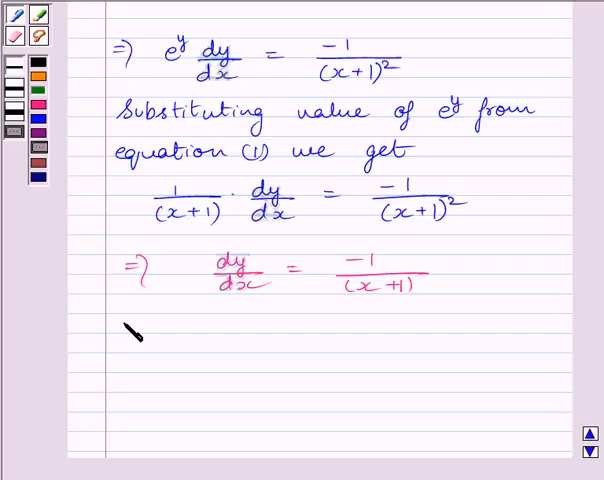 =) e^y dy/dx = -1/(x+1)^2
Substituting value of e^y from
equation (1) we get
1/(x+1) . dy/dx = -1/(x+1)^2
=) dy/dx = -1/(x+1)